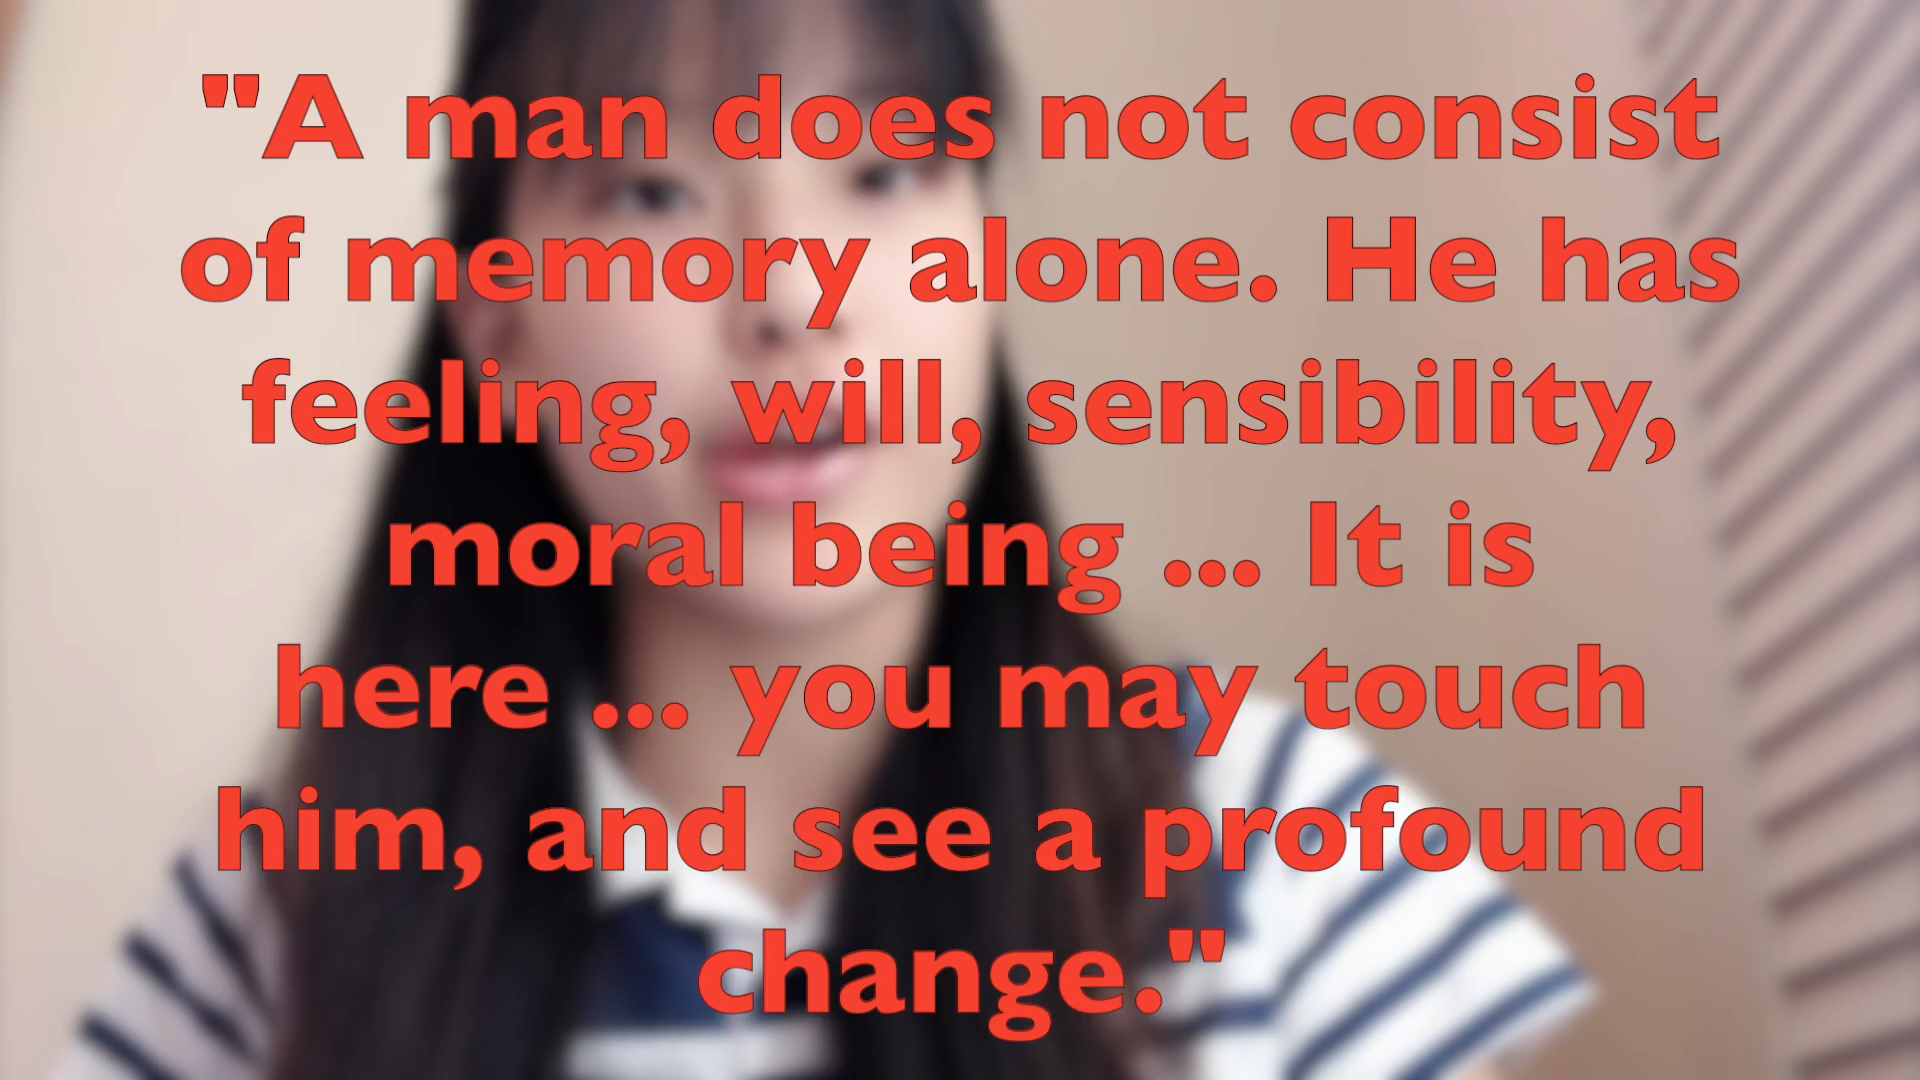 "A man does not consist
of memory alone. He has
feeling, will, sensibility,
moral being ... It is
here ... you may touch
him, and see a profound
change."